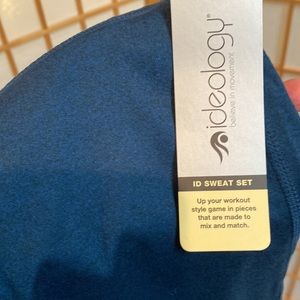 ideology®
believe in movement
ID SWEAT SET
Up your workout
style game in pieces
that are made to
mix and match.